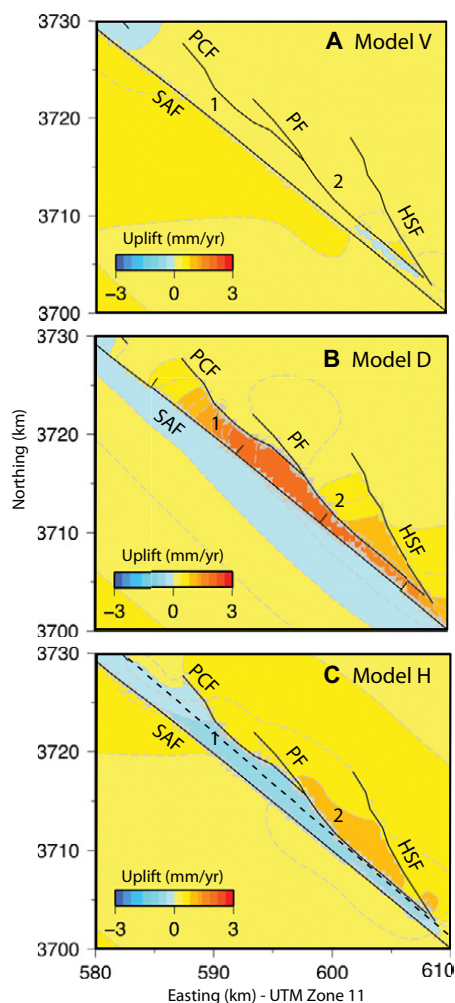 3730
3720
3710
3700
A Model V
PCF
1
SAF
PF
2
HSF
Uplift (mm/yr)
−3 0 3
3730
3720
3710
3700
B Model D
PCF
1
SAF
PF
2
HSF
Uplift (mm/yr)
−3 0 3
Northing (km)
3730
3720
3710
3700
C Model H
PCF
1
SAF
PF
2
HSF
Uplift (mm/yr)
−3 0 3
580 590 600 610
Easting (km) - UTM Zone 11